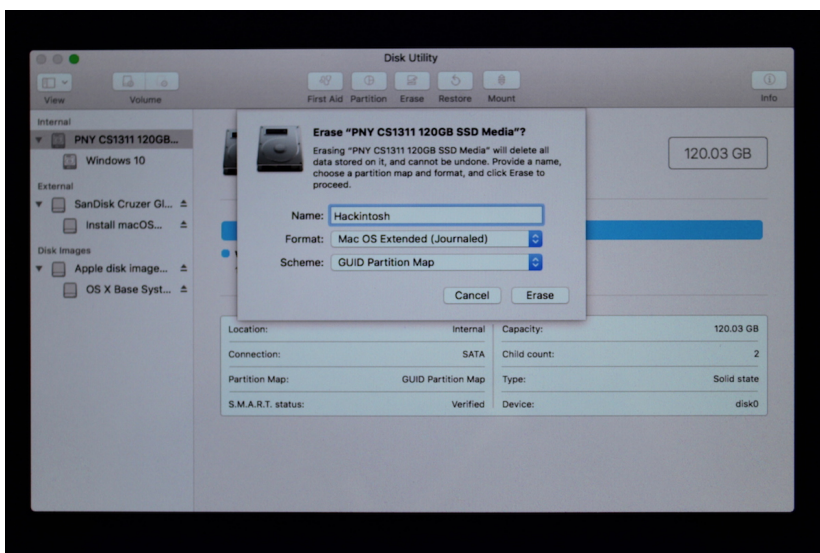 Disk Utility
View
Volume
First Aid
Partition
Erase
Restore
Mount
Info
Internal
PNY CS1311 120GB...
Windows 10
External
SanDisk Cruzer Gl...
Install macOS...
Disk Images
Apple disk image...
OS X Base Syst...
120.03 GB
Erase “PNY CS1311 120GB SSD Media”?
Erasing “PNY CS1311 120GB SSD Media” will delete all
data stored on it, and cannot be undone. Provide a name,
choose a partition map and format, and click Erase to
proceed.
Name: Hackintosh
Format: Mac OS Extended (Journaled)
Scheme: GUID Partition Map
Cancel
Erase
Location: Internal
Capacity: 120.03 GB
Connection: SATA
Child count: 2
Partition Map: GUID Partition Map
Type: Solid state
S.M.A.R.T. status: Verified
Device: disk0